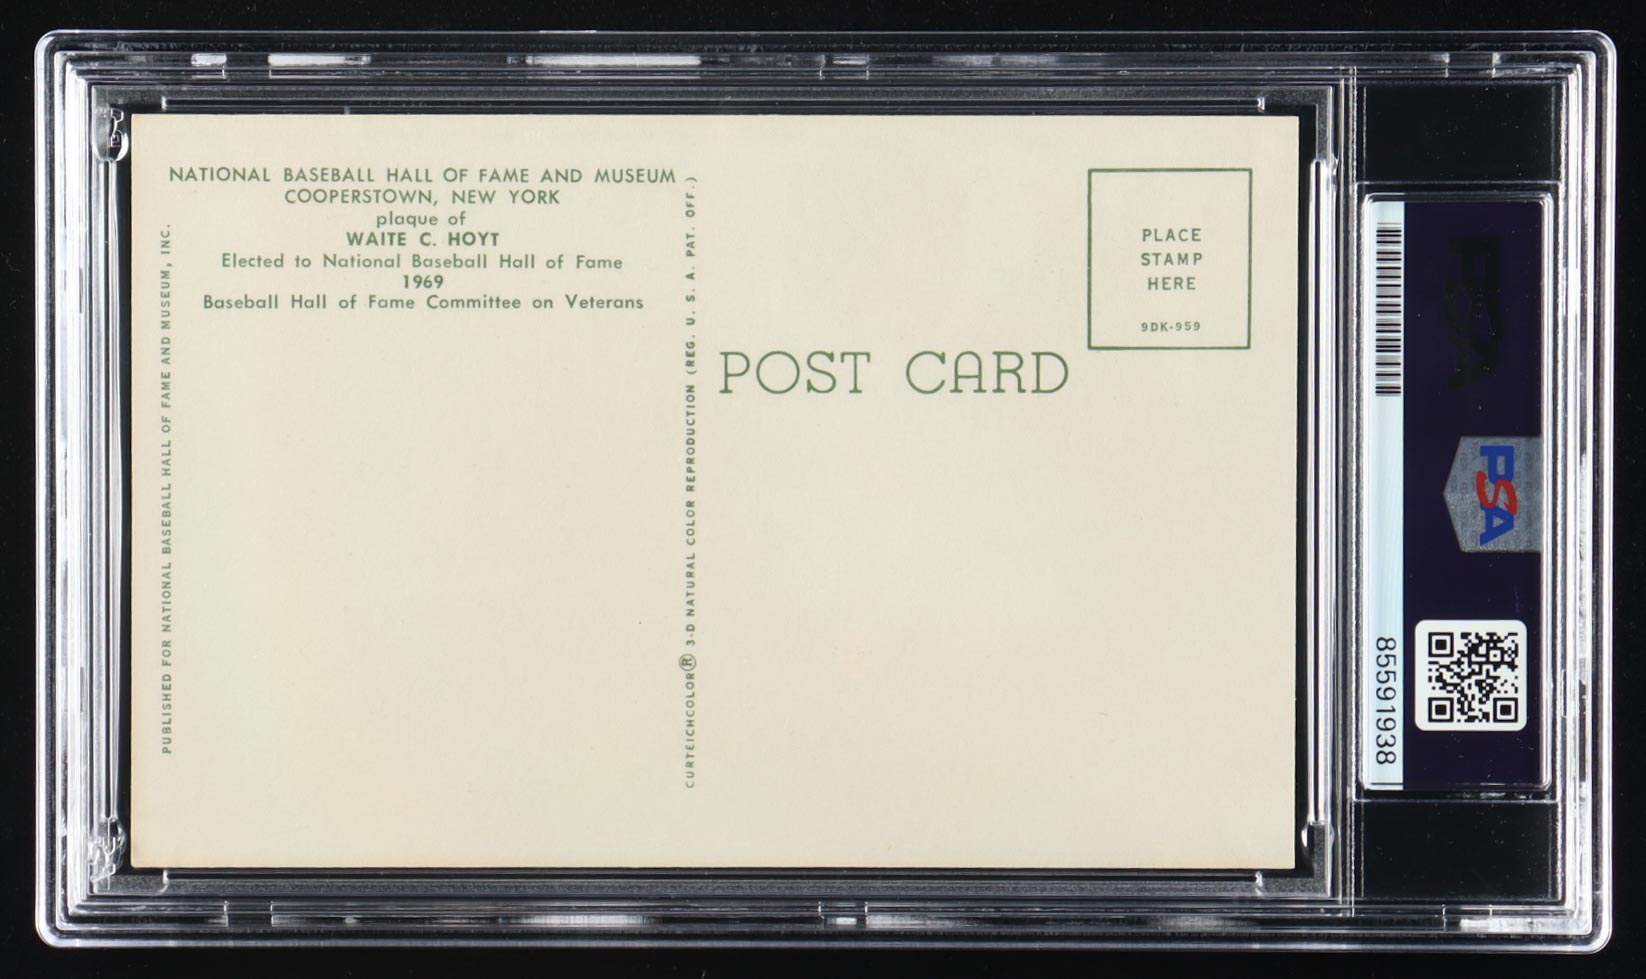 NATIONAL BASEBALL HALL OF FAME AND MUSEUM
COOPERSTOWN, NEW YORK
plaque of
WAITE C. HOYT
Elected to National Baseball Hall of Fame
1969
Baseball Hall of Fame Committee on Veterans
PUBLISHED FOR NATIONAL BASEBALL HALL OF FAME AND MUSEUM, INC.
CURTEICHCOLOR® 3-D NATURAL COLOR REPRODUCTION (REG. U. S. A. PAT. OFF.)
POST CARD
PLACE
STAMP
HERE
9DK-959
PSA
PSA
85591938